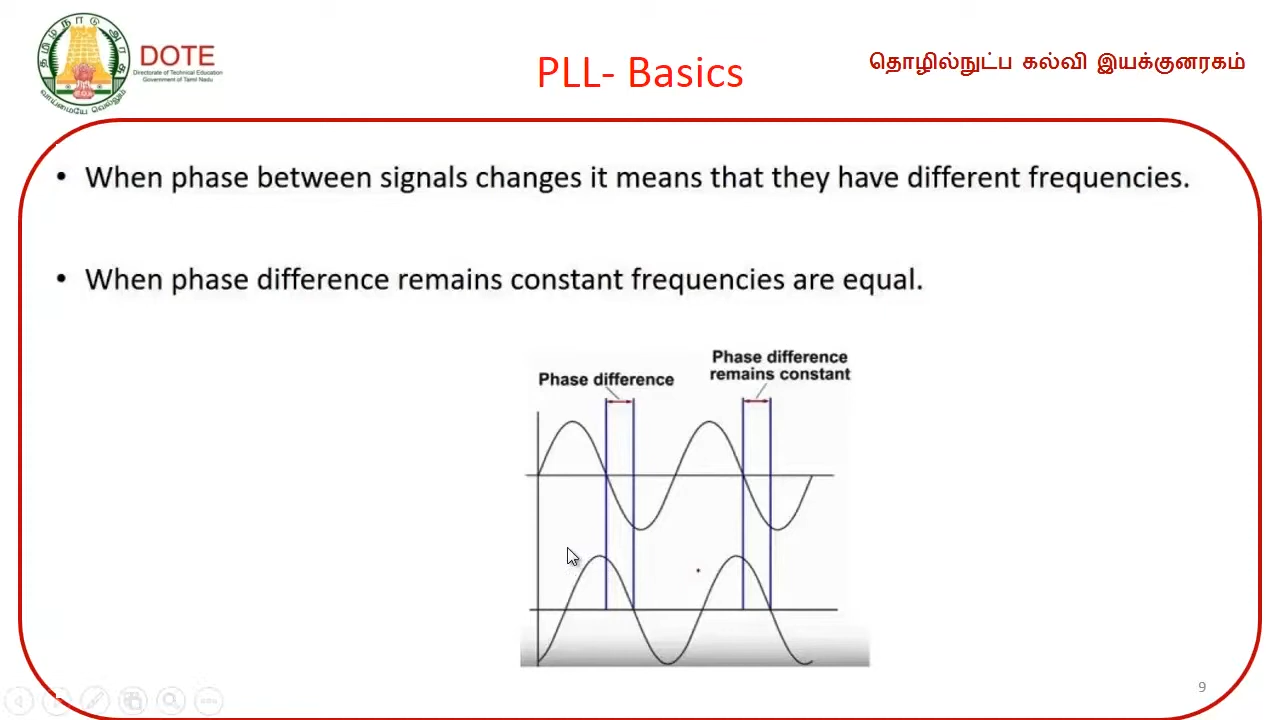 தமிழ்நாடு அரசு
வாய்மையே வெல்லும்
DOTE
Directorate of Technical Education
Government of Tamil Nadu
PLL- Basics
தொழில்நுட்ப கல்வி இயக்குனரகம்
• When phase between signals changes it means that they have different frequencies.
• When phase difference remains constant frequencies are equal.
Phase difference
Phase difference
remains constant
9